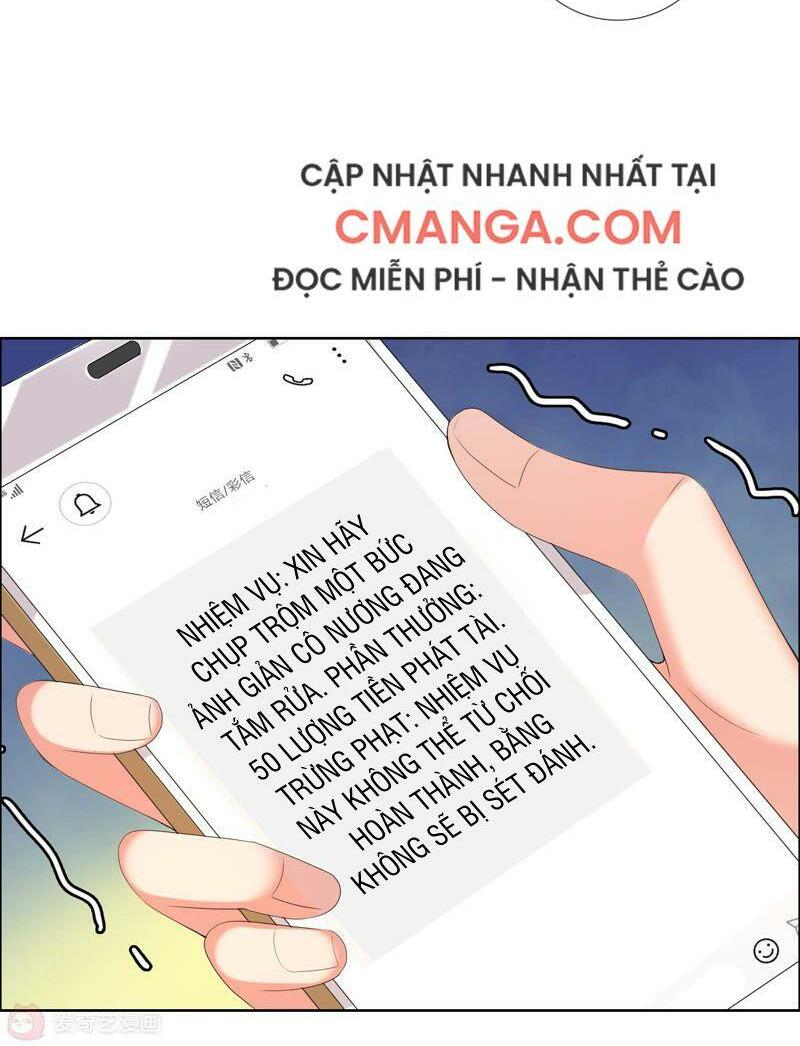 CẬP NHẬT NHANH NHẤT TẠI
CMANGA.COM
ĐỌC MIỄN PHÍ - NHẬN THẺ CÀO
短信/彩信
NHIỆM VỤ: XIN HÃY
CHỤP TRỘM MỘT BỨC
ẢNH GIẢN CÔ NƯƠNG ĐANG
TẮM RỬA. PHẦN THƯỞNG:
50 LƯỢNG TIỀN PHÁT TÀI.
TRỪNG PHẠT: NHIỆM VỤ
NÀY KHÔNG THỂ TỪ CHỐI
HOÀN THÀNH, BẰNG
KHÔNG SẼ BỊ SÉT ĐÁNH.
爱奇艺漫画